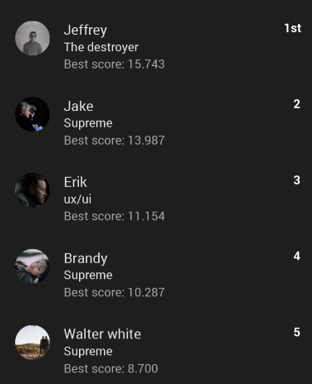 Jeffrey
1st
The destroyer
Best score: 15.743
Jake
2
Supreme
Best score: 13.987
Erik
3
ux/ui
Best score: 11.154
Brandy
4
Supreme
Best score: 10.287
Walter white
5
Supreme
Best score: 8.700